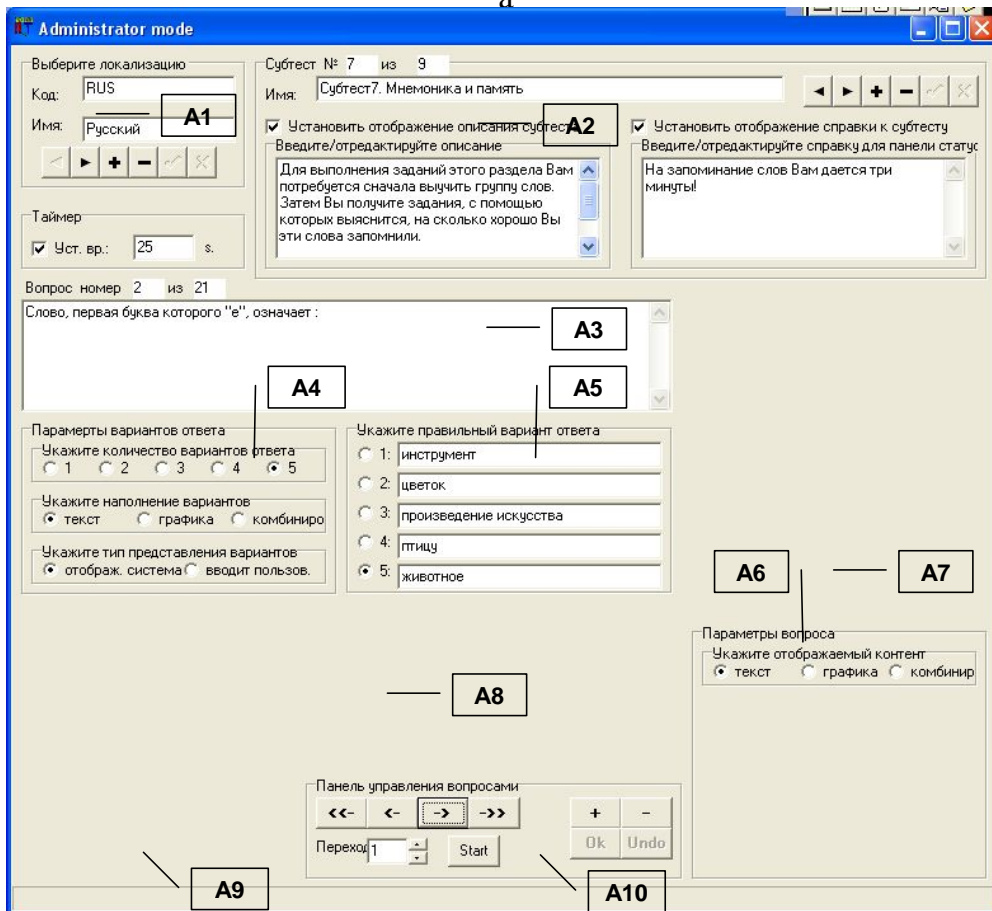 а
Administrator mode
Выберите локализацию
Код: RUS
A1
Имя: Русский
< ► + −
Субтест № 7 из 9
Имя: Субтест7. Мнемоника и память
◄ ► + −
A2
Установить отображение описания субтеста
Введите/отредактируйте описание
Для выполнения заданий этого раздела Вам
потребуется сначала выучить группу слов.
Затем Вы получите задания, с помощью
которых выяснится, на сколько хорошо Вы
эти слова запомнили.
Установить отображение справки к субтесту
Введите/отредактируйте справку для панели статус
На запоминание слов Вам дается три
минуты!
Таймер
Уст. вр.: 25 s.
Вопрос номер 2 из 21
Слово, первая буква которого "е", означает :
A3
A4
A5
Парамерты вариантов ответа
Укажите количество вариантов ответа
1 2 3 4 5
Укажите наполнение вариантов
текст графика комбиниро
Укажите тип представления вариантов
отображ. система вводит пользов.
Укажите правильный вариант ответа
1: инструмент
2: цветок
3: произведение искусства
4: птицу
5: животное
A6
A7
Параметры вопроса
Укажите отображаемый контент
текст графика комбинир
A8
Панель управления вопросами
<<- <- -> ->> + −
Переход 1 Start Ok Undo
A9
A10